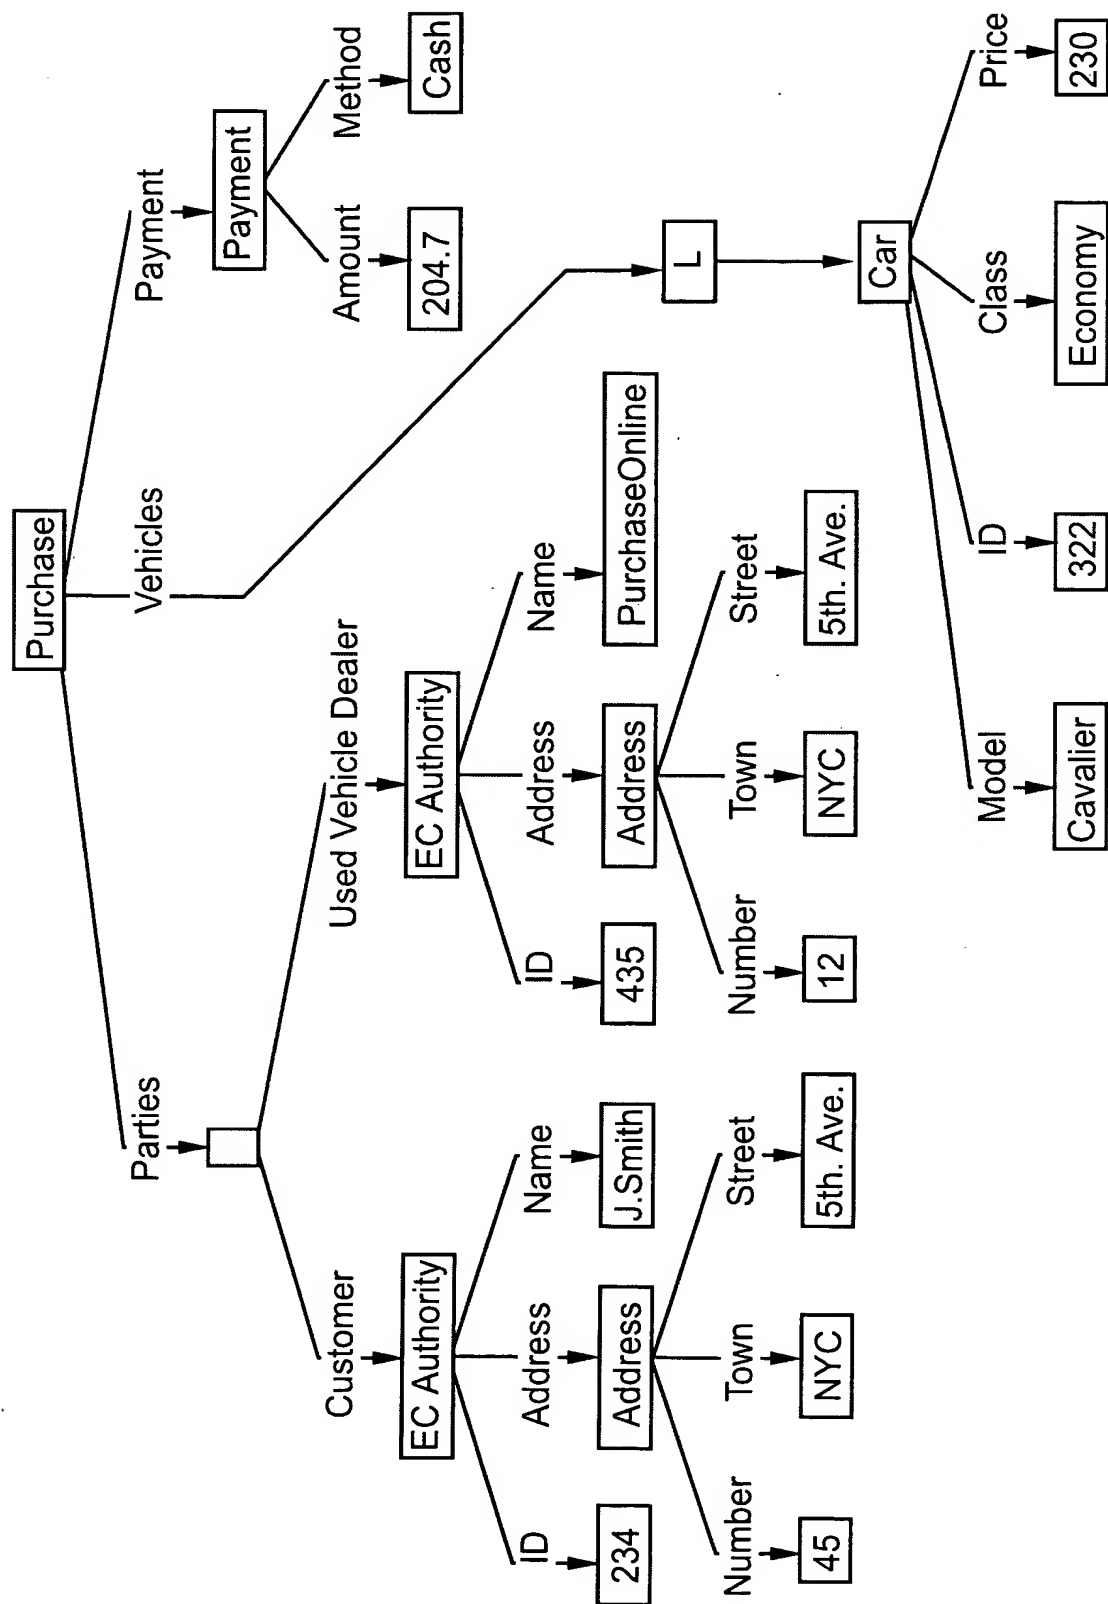 Purchase
Parties
Vehicles
Payment
Payment
Customer
Used Vehicle Dealer
Amount
Method
EC Authority
EC Authority
204.7
Cash
ID
Address
Name
ID
Address
Name
234
Address
J.Smith
435
Address
PurchaseOnline
L
Number
Town
Street
Number
Town
Street
45
NYC
5th. Ave.
12
NYC
5th. Ave.
Car
Model
ID
Class
Price
Cavalier
322
Economy
230